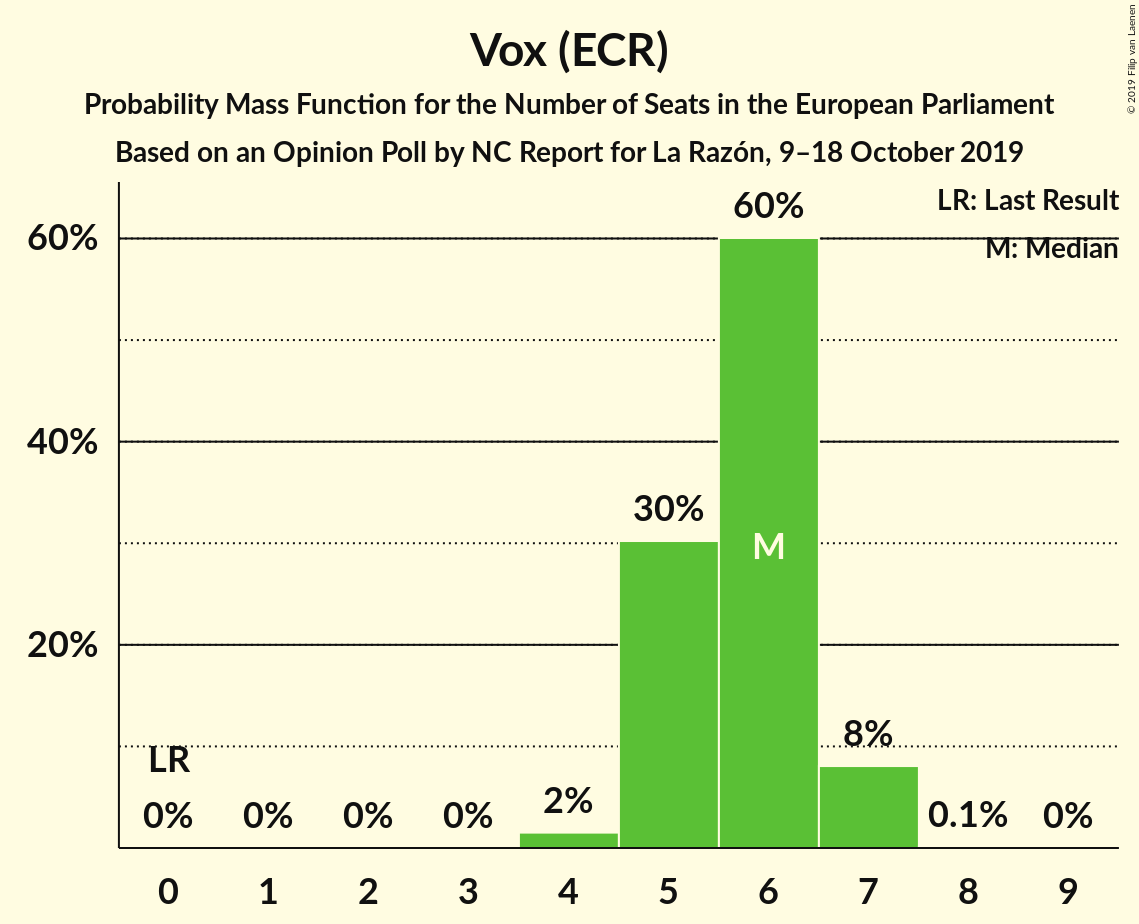 Vox (ECR)
Probability Mass Function for the Number of Seats in the European Parliament
Based on an Opinion Poll by NC Report for La Razón, 9–18 October 2019
© 2019 Filip van Laenen
LR: Last Result
M: Median
60%
60%
40%
30%
M
20%
8%
LR
0%
0%
0%
0%
2%
0.1%
0%
0 1 2 3 4 5 6 7 8 9